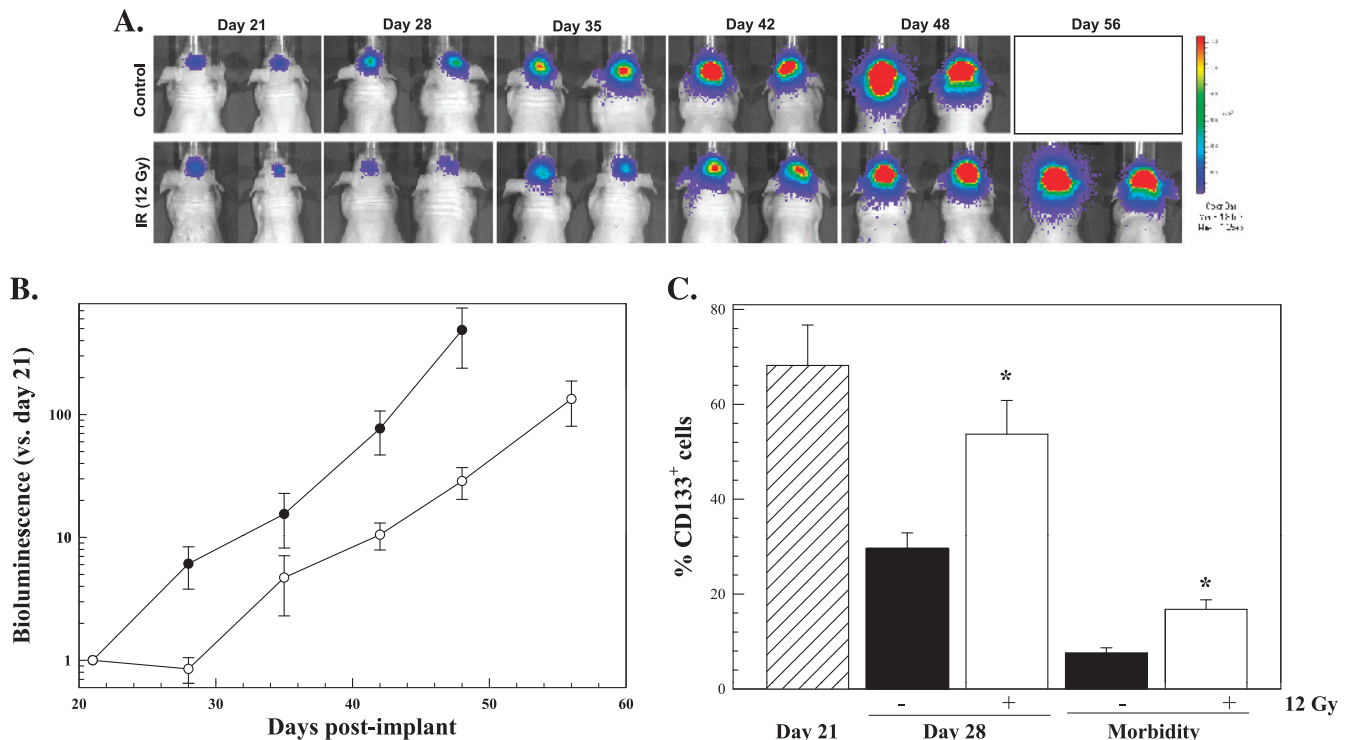 A.
Day 21 Day 28 Day 35 Day 42 Day 48 Day 56
Control
IR (12 Gy)
B.
Bioluminescence (vs. day 21)
100
10
1
20 30 40 50 60
Days post-implant
C.
% CD133+ cells
80
60
40
20
0
* *
- + - + 12 Gy
Day 21 Day 28 Morbidity